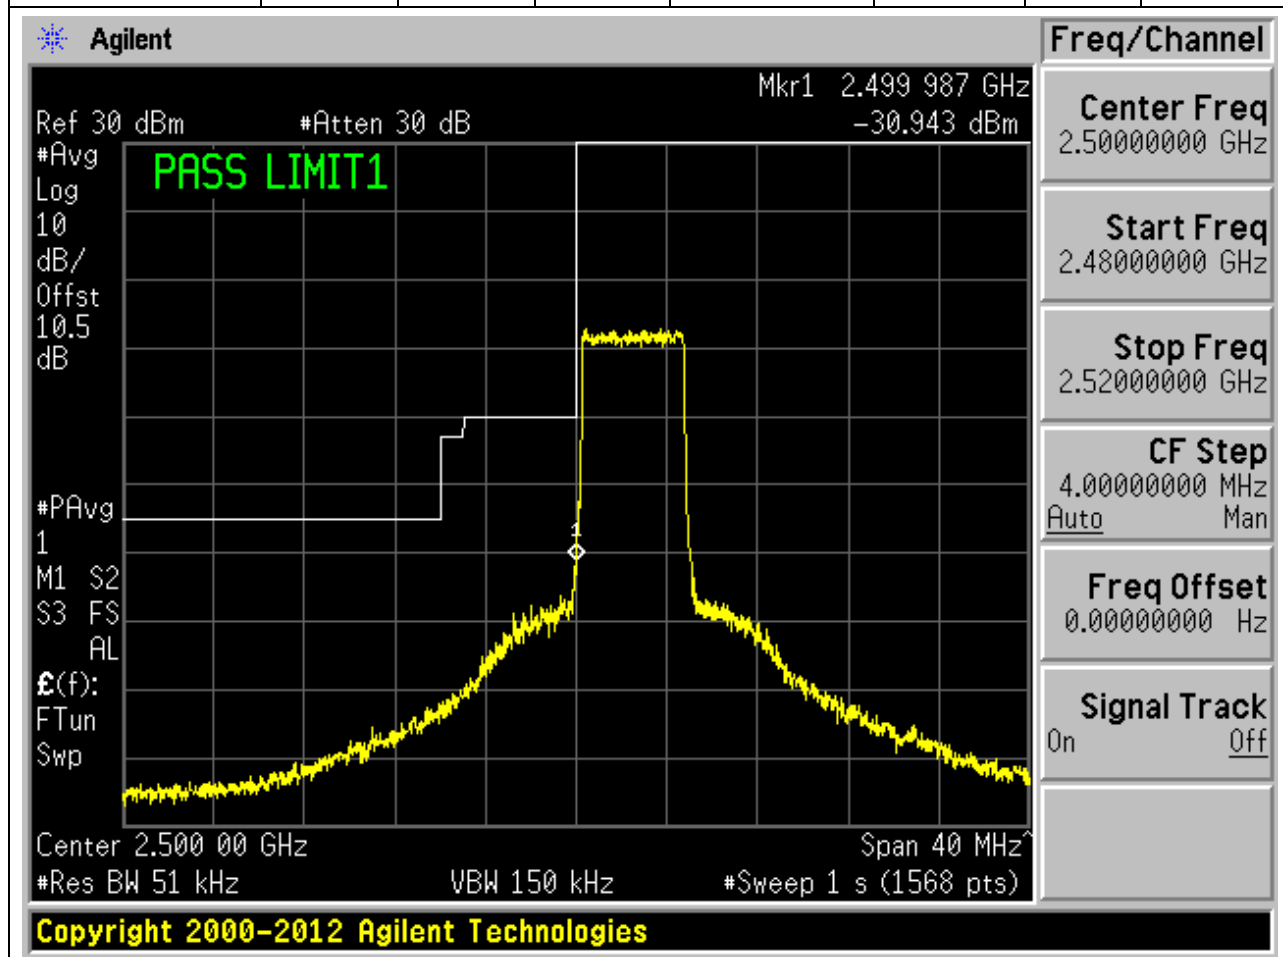 Agilent
Freq/Channel
Mkr1 2.499 987 GHz
Ref 30 dBm #Atten 30 dB -30.943 dBm
#Avg
Log
10
dB/
Offst
10.5
dB
PASS LIMIT1
#PAvg
1
M1 S2
S3 FS
AL
£(f):
FTun
Swp
1
Center 2.500 00 GHz Span 40 MHz^
#Res BW 51 kHz VBW 150 kHz #Sweep 1 s (1568 pts)
Center Freq
2.50000000 GHz
Start Freq
2.48000000 GHz
Stop Freq
2.52000000 GHz
CF Step
4.00000000 MHz
Auto Man
Freq Offset
0.00000000 Hz
Signal Track
On Off
Copyright 2000-2012 Agilent Technologies